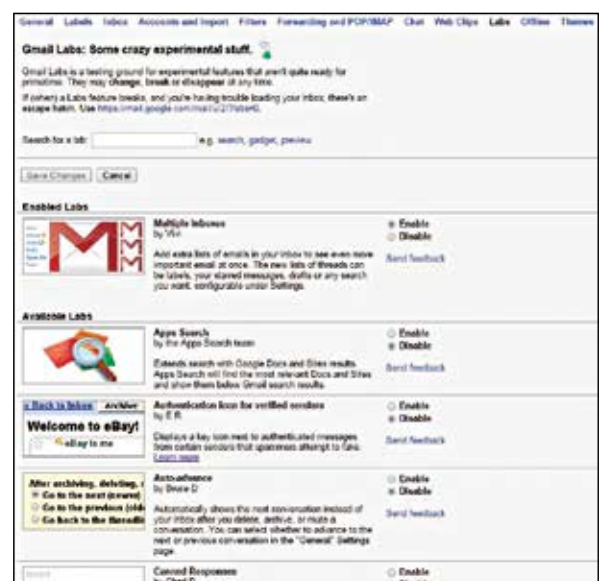 General Labels Inbox Accounts and Import Filters Forwarding and POP/IMAP Chat Web Clips Labs Offline Themes
Gmail Labs: Some crazy experimental stuff.
Gmail Labs is a testing ground for experimental features that aren't quite ready for
primetime. They may change, break or disappear at any time.
If (when) a Labs feature breaks, and you're having trouble loading your inbox, there's an
escape hatch. Use
Search for a lab: e.g. search, gadget, preview
Save Changes Cancel
Enabled Labs
Multiple Inboxes
by
Add extra lists of emails in your inbox to see even more
important email at once. The new lists of threads can
be labels, your starred messages, drafts or any search
you want, configurable under Settings.
Enable
Disable
Send feedback
Available Labs
Apps Search
by the Apps Search team
Extends search with Google Docs and Sites results.
Apps Search will find the most relevant Docs and Sites
and show them below Gmail search results.
Enable
Disable
Send feedback
« Back to Inbox Archive
Welcome to eBay!
eBay to me
Authentication icon for verified senders
by E R
Displays a key icon next to authenticated messages
from certain senders that spammers attempt to fake.
Learn more
Enable
Disable
Send feedback
After archiving, deleting,
Go to the next (newer)
Go to the previous (olde
Go back to the threadli
Auto-advance
by Bruce D
Automatically shows the next conversation instead of
your inbox after you delete, archive, or mute a
conversation. You can select whether to advance to the
next or previous conversation in the "General" Settings
page.
Enable
Disable
Send feedback
Canned Responses
by Chad P
Enable